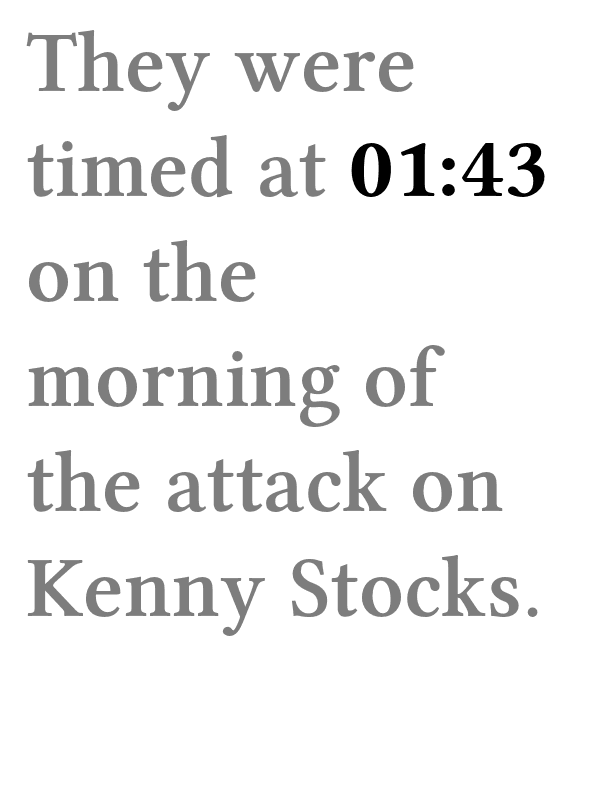 They were
timed at 01:43
on the
morning of
the attack on
Kenny Stocks.